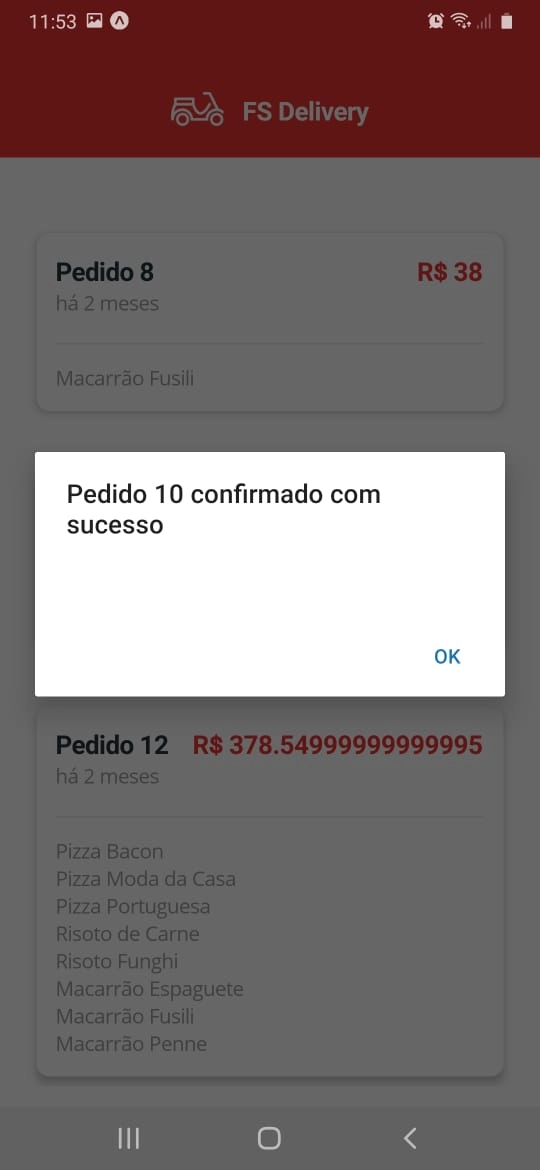 11:53
FS Delivery
Pedido 8 R$ 38
há 2 meses
Macarrão Fusili
Pedido 10 confirmado com
sucesso
OK
Pedido 12 R$ 378.54999999999995
há 2 meses
Pizza Bacon
Pizza Moda da Casa
Pizza Portuguesa
Risoto de Carne
Risoto Funghi
Macarrão Espaguete
Macarrão Fusili
Macarrão Penne